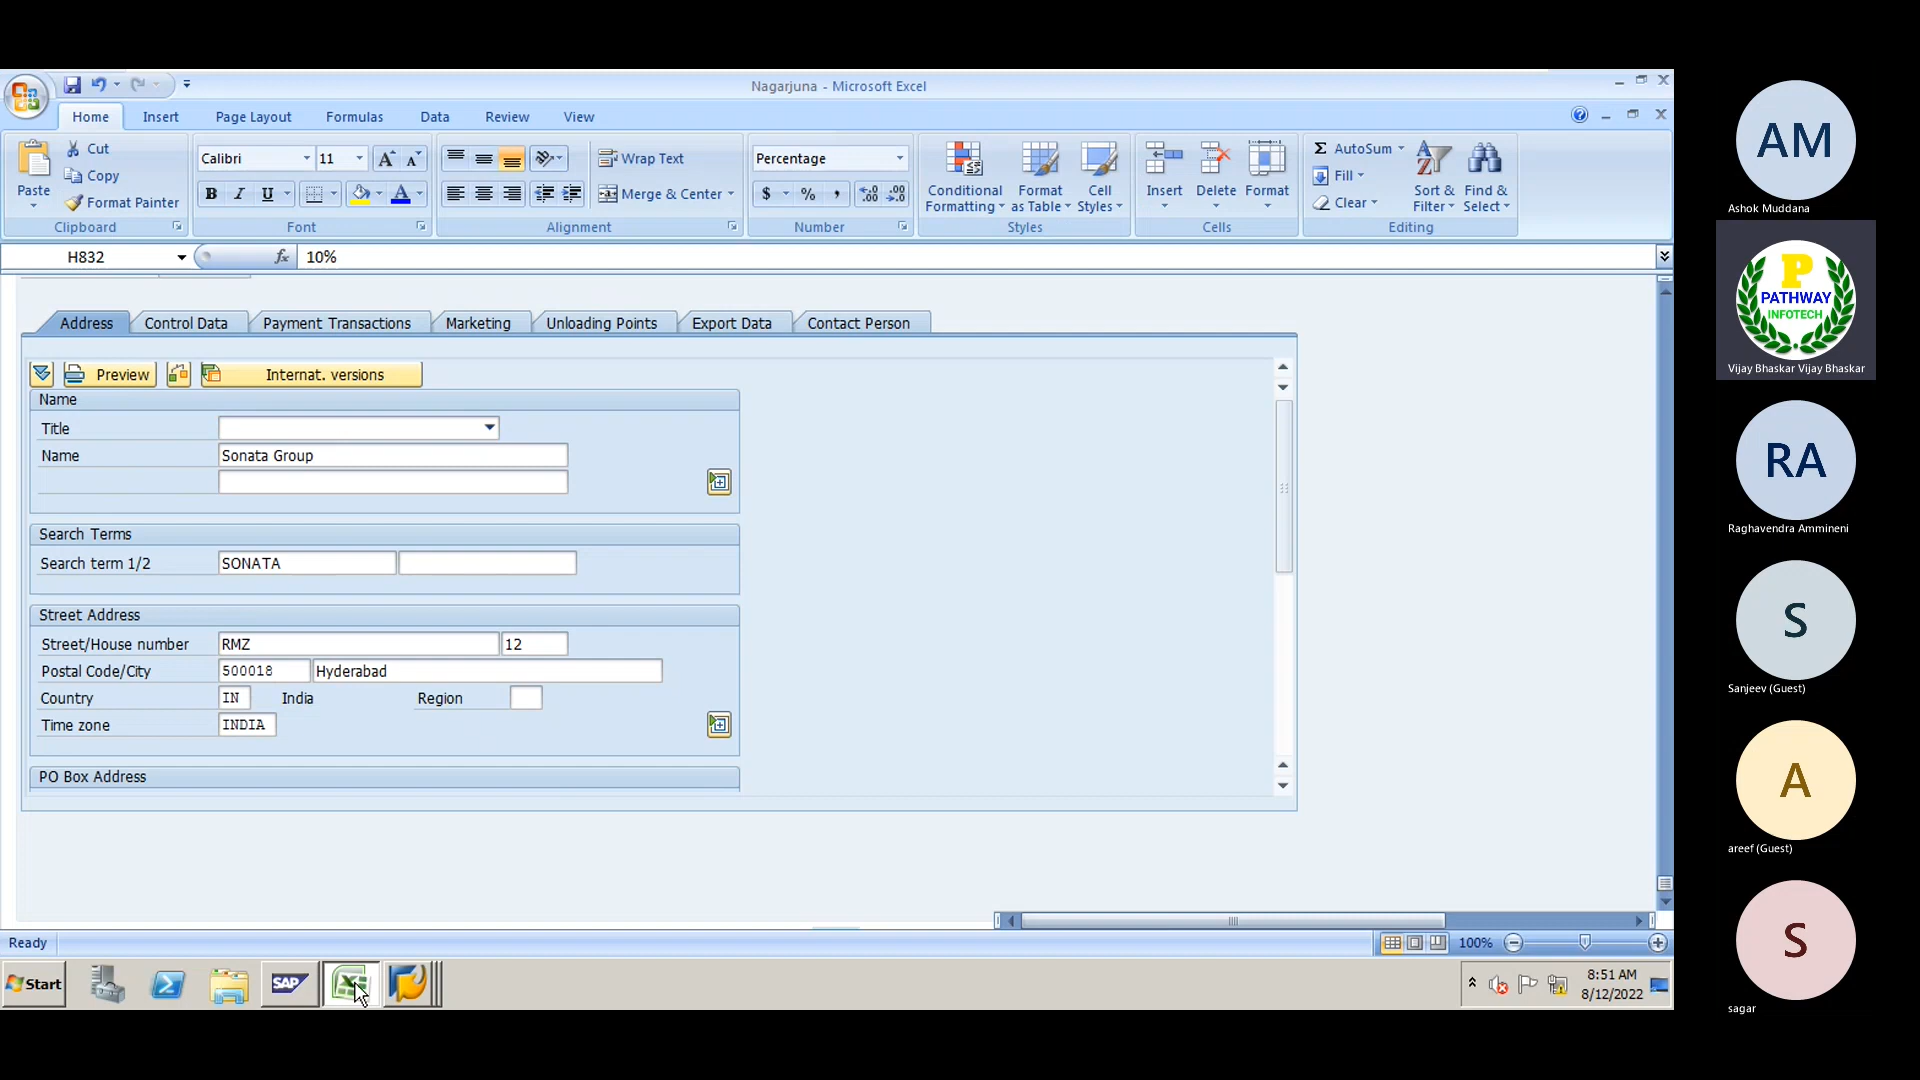 Nagarjuna - Microsoft Excel
Home Insert Page Layout Formulas Data Review View
Paste
Cut
Copy
Format Painter
Clipboard
Calibri 11
B I U
Font
Wrap Text
Merge & Center
Alignment
Percentage
$ % ,
Number
Conditional Formatting
Format as Table
Cell Styles
Styles
Insert
Delete
Format
Cells
Σ AutoSum
Fill
Clear
Sort & Filter
Find & Select
Editing
H832 fx 10%
Address Control Data Payment Transactions Marketing Unloading Points Export Data Contact Person
Preview Internat. versions
Name
Title
Name Sonata Group
Search Terms
Search term 1/2 SONATA
Street Address
Street/House number RMZ 12
Postal Code/City 500018 Hyderabad
Country IN India Region
Time zone INDIA
PO Box Address
Ready 100%
Start SAP
8:51 AM
8/12/2022
AM
Ashok Muddana
P
PATHWAY
INFOTECH
Vijay Bhaskar Vijay Bhaskar
RA
Raghavendra Ammineni
S
Sanjeev (Guest)
A
areef (Guest)
S
sagar